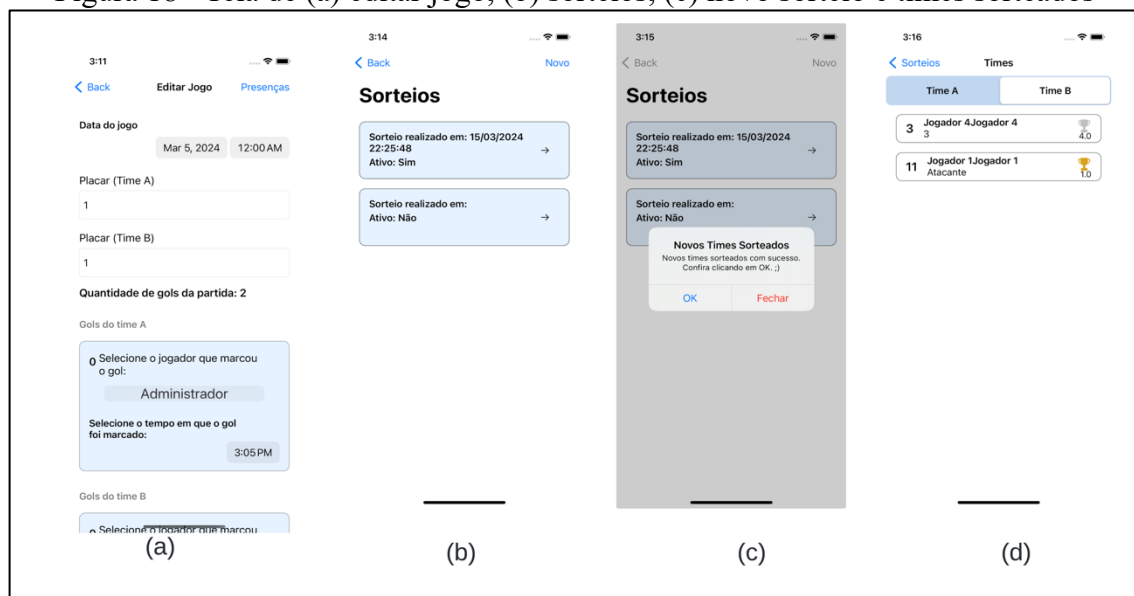 3:11
Back Editar Jogo Presenças
Data do jogo
Mar 5, 2024 12:00 AM
Placar (Time A)
1
Placar (Time B)
1
Quantidade de gols da partida: 2
Gols do time A
0 Selecione o jogador que marcou
o gol:
Administrador
Selecione o tempo em que o gol
foi marcado:
3:05 PM
Gols do time B
Selecione o jogador que marcou
(a)
3:14
Back Novo
Sorteios
Sorteio realizado em: 15/03/2024
22:25:48
Ativo: Sim
Sorteio realizado em:
Ativo: Não
(b)
3:15
Back Novo
Sorteios
Sorteio realizado em: 15/03/2024
22:25:48
Ativo: Sim
Sorteio realizado em:
Ativo: Não
Novos Times Sorteados
Novos times sorteados com sucesso.
Confira clicando em OK. ;)
OK Fechar
(c)
3:16
Sorteios Times
Time A Time B
3 Jogador 4Jogador 4
3
4.0
11 Jogador 1Jogador 1
Atacante
1.0
(d)